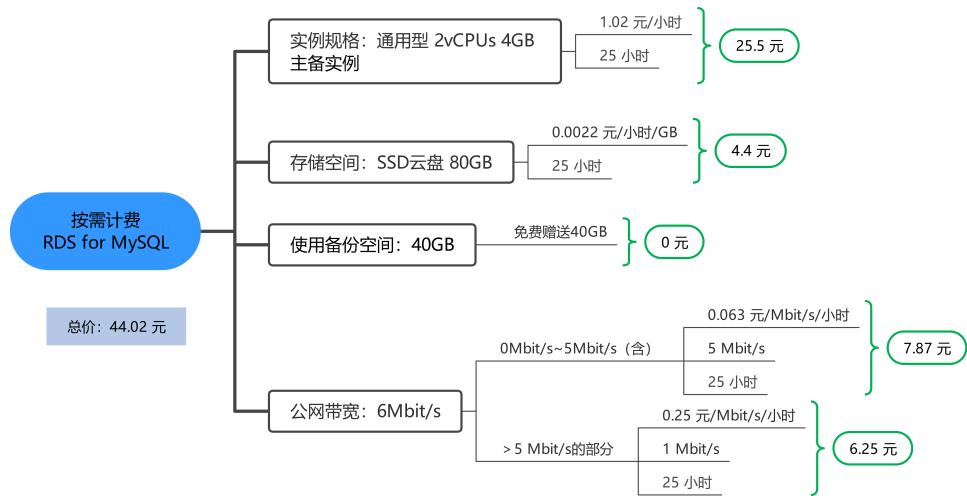 按需计费
RDS for MySQL
总价：44.02 元
实例规格：通用型 2vCPUs 4GB
主备实例
1.02 元/小时
25 小时
25.5 元
存储空间：SSD云盘 80GB
0.0022 元/小时/GB
25 小时
4.4 元
使用备份空间：40GB
免费赠送40GB
0 元
公网带宽：6Mbit/s
0Mbit/s~5Mbit/s（含）
0.063 元/Mbit/s/小时
5 Mbit/s
25 小时
7.87 元
＞5 Mbit/s的部分
0.25 元/Mbit/s/小时
1 Mbit/s
25 小时
6.25 元